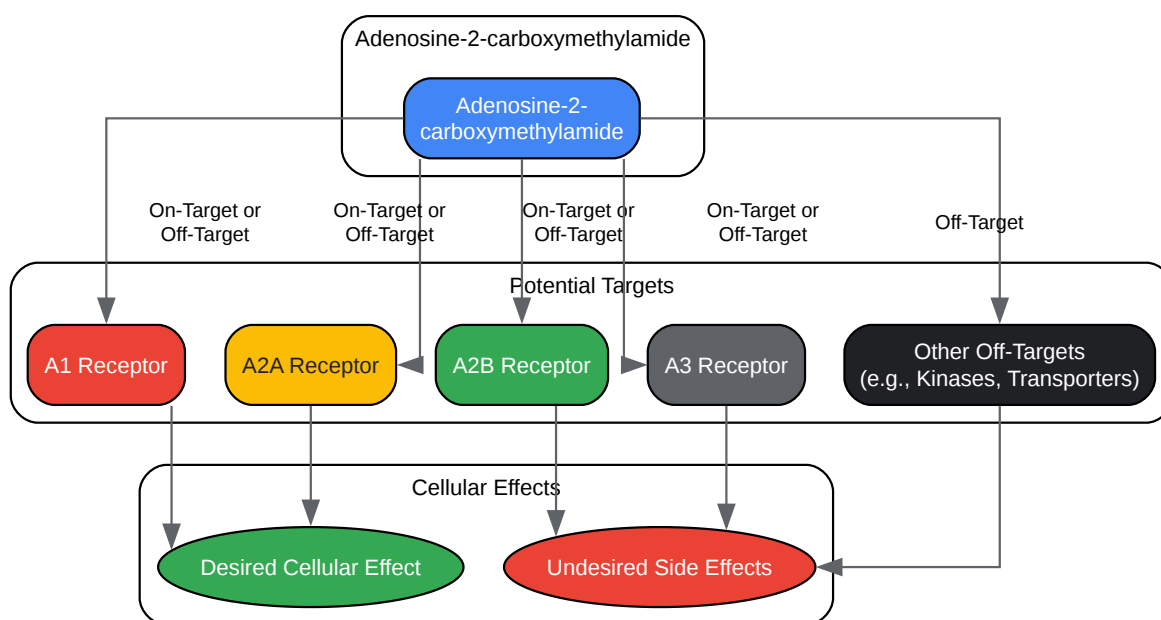 Adenosine-2-carboxymethylamide
Adenosine-2-
carboxymethylamide
On-Target or
Off-Target
On-Target or
Off-Target
On-Target or
Off-Target
On-Target or
Off-Target
Off-Target
Potential Targets
A1 Receptor
A2A Receptor
A2B Receptor
A3 Receptor
Other Off-Targets
(e.g., Kinases, Transporters)
Cellular Effects
Desired Cellular Effect
Undesired Side Effects